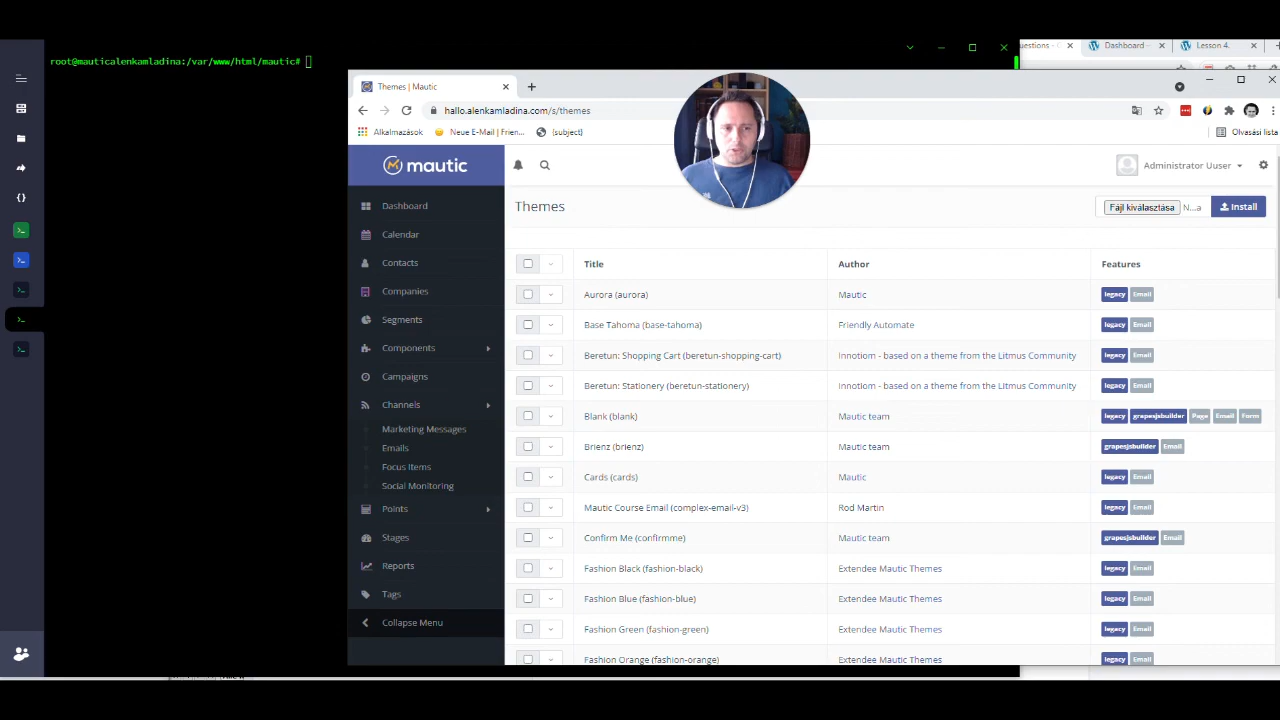 root@mauticalenkamladina:/var/www/html/mautic#
uestions - C
Dashboard -
Lesson 4.
Themes | Mautic
hallo.alenkamladina.com/s/themes
Alkalmazások
Neue E-Mail | Frien...
{subject}
Olvasási lista
mautic
Administrator Uuser
Dashboard
Calendar
Contacts
Companies
Segments
Components
Campaigns
Channels
Marketing Messages
Emails
Focus Items
Social Monitoring
Points
Stages
Reports
Tags
Collapse Menu
Themes
Fájl kiválasztása N...a Install
Title Author Features
Aurora (aurora) Mautic legacy Email
Base Tahoma (base-tahoma) Friendly Automate legacy Email
Beretun: Shopping Cart (beretun-shopping-cart) Innotiom - based on a theme from the Litmus Community legacy Email
Beretun: Stationery (beretun-stationery) Innotiom - based on a theme from the Litmus Community legacy Email
Blank (blank) Mautic team legacy grapesjsbuilder Page Email Form
Brienz (brienz) Mautic team grapesjsbuilder Email
Cards (cards) Mautic legacy Email
Mautic Course Email (complex-email-v3) Rod Martin legacy Email
Confirm Me (confirmme) Mautic team grapesjsbuilder Email
Fashion Black (fashion-black) Extendee Mautic Themes legacy Email
Fashion Blue (fashion-blue) Extendee Mautic Themes legacy Email
Fashion Green (fashion-green) Extendee Mautic Themes legacy Email
Fashion Orange (fashion-orange) Extendee Mautic Themes legacy Email